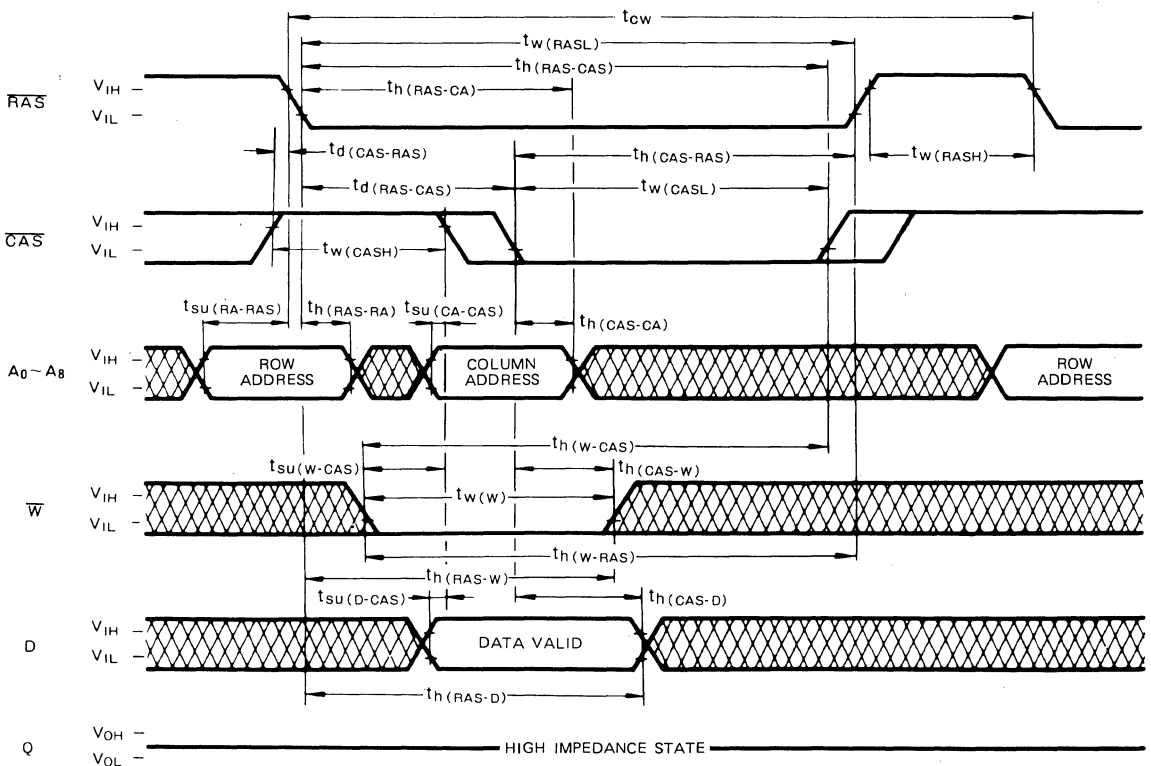 tCW
tw(RASL)
th(RAS-CAS)
th(RAS-CA)
RAS
VIH
VIL
td(CAS-RAS)
th(CAS-RAS)
tw(RASH)
td(RAS-CAS)
tw(CASL)
CAS
VIH
VIL
tw(CASH)
tsu(RA-RAS)
th(RAS-RA)
tsu(CA-CAS)
th(CAS-CA)
A0~A8
VIH
VIL
ROW
ADDRESS
COLUMN
ADDRESS
ROW
ADDRESS
th(W-CAS)
tsu(W-CAS)
th(CAS-W)
W
VIH
VIL
tw(W)
th(W-RAS)
th(RAS-W)
tsu(D-CAS)
th(CAS-D)
D
VIH
VIL
DATA VALID
th(RAS-D)
Q
VOH
VOL
HIGH IMPEDANCE STATE